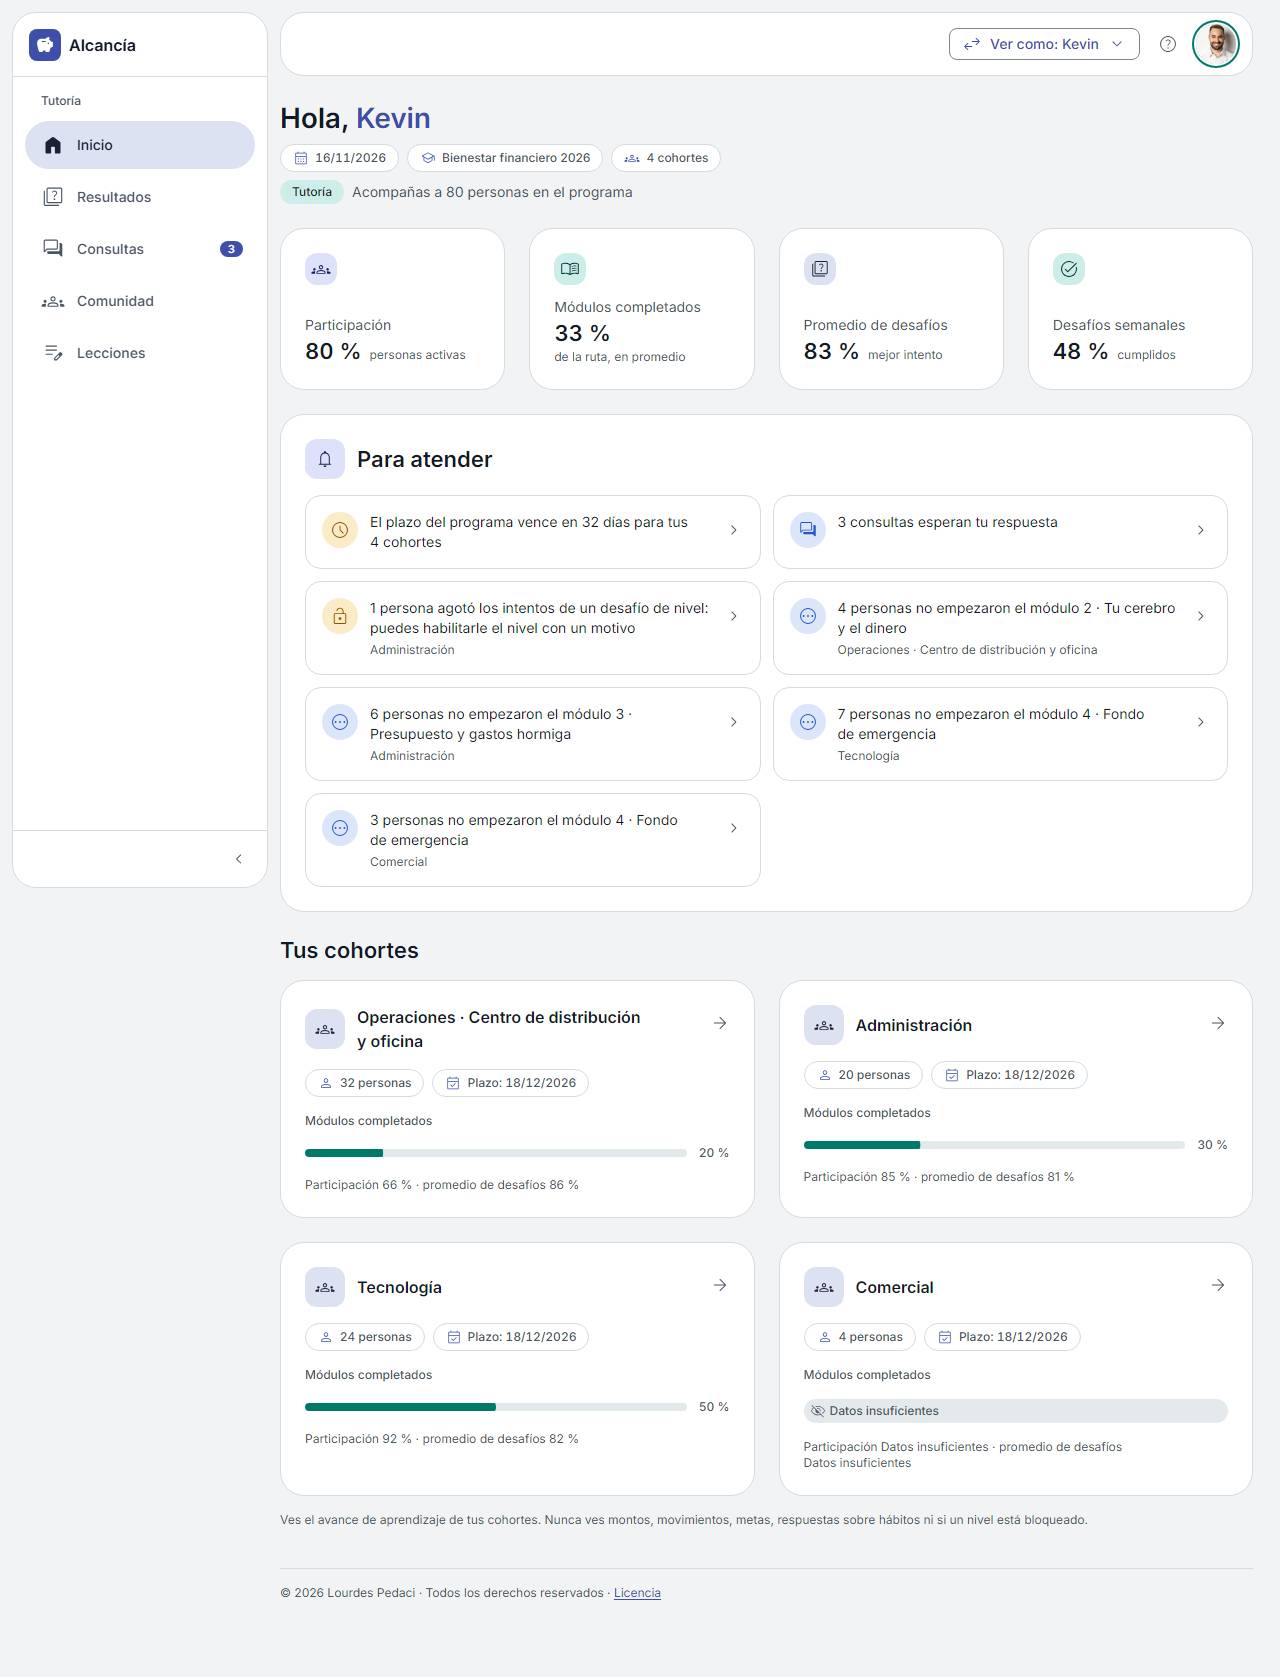 Alcancía
Ver como: Kevin
Tutoría
Inicio
Resultados
Consultas 3
Comunidad
Lecciones
Hola, Kevin
16/11/2026 Bienestar financiero 2026 4 cohortes
Tutoría Acompañas a 80 personas en el programa
Participación
80 % personas activas
Módulos completados
33 %
de la ruta, en promedio
Promedio de desafíos
83 % mejor intento
Desafíos semanales
48 % cumplidos
Para atender
El plazo del programa vence en 32 días para tus
4 cohortes
3 consultas esperan tu respuesta
1 persona agotó los intentos de un desafío de nivel:
puedes habilitarle el nivel con un motivo
Administración
4 personas no empezaron el módulo 2 · Tu cerebro
y el dinero
Operaciones · Centro de distribución y oficina
6 personas no empezaron el módulo 3 ·
Presupuesto y gastos hormiga
Administración
7 personas no empezaron el módulo 4 · Fondo
de emergencia
Tecnología
3 personas no empezaron el módulo 4 · Fondo
de emergencia
Comercial
Tus cohortes
Operaciones · Centro de distribución
y oficina
32 personas Plazo: 18/12/2026
Módulos completados
20 %
Participación 66 % · promedio de desafíos 86 %
Administración
20 personas Plazo: 18/12/2026
Módulos completados
30 %
Participación 85 % · promedio de desafíos 81 %
Tecnología
24 personas Plazo: 18/12/2026
Módulos completados
50 %
Participación 92 % · promedio de desafíos 82 %
Comercial
4 personas Plazo: 18/12/2026
Módulos completados
Datos insuficientes
Participación Datos insuficientes · promedio de desafíos
Datos insuficientes
Ves el avance de aprendizaje de tus cohortes. Nunca ves montos, movimientos, metas, respuestas sobre hábitos ni si un nivel está bloqueado.
© 2026 Lourdes Pedaci · Todos los derechos reservados · Licencia